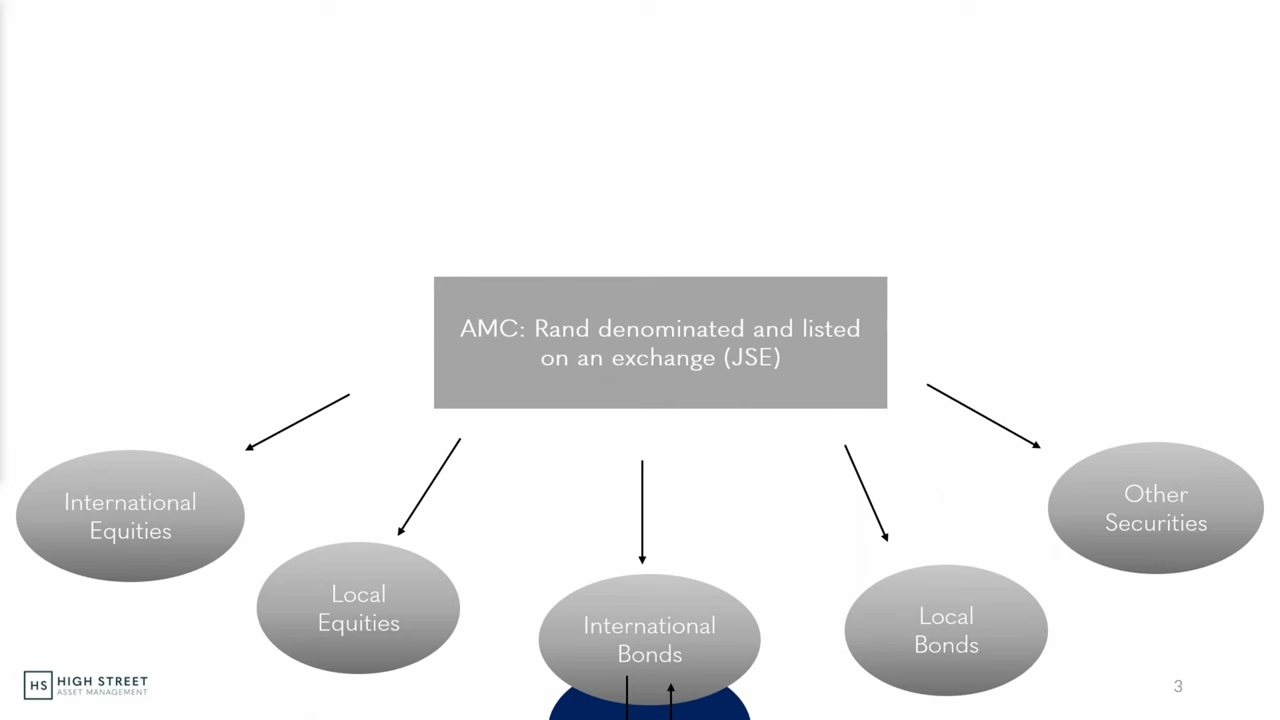 AMC: Rand denominated and listed
on an exchange (JSE)
International
Equities
Local
Equities
International
Bonds
Local
Bonds
Other
Securities
HS
HIGH STREET
ASSET MANAGEMENT
3